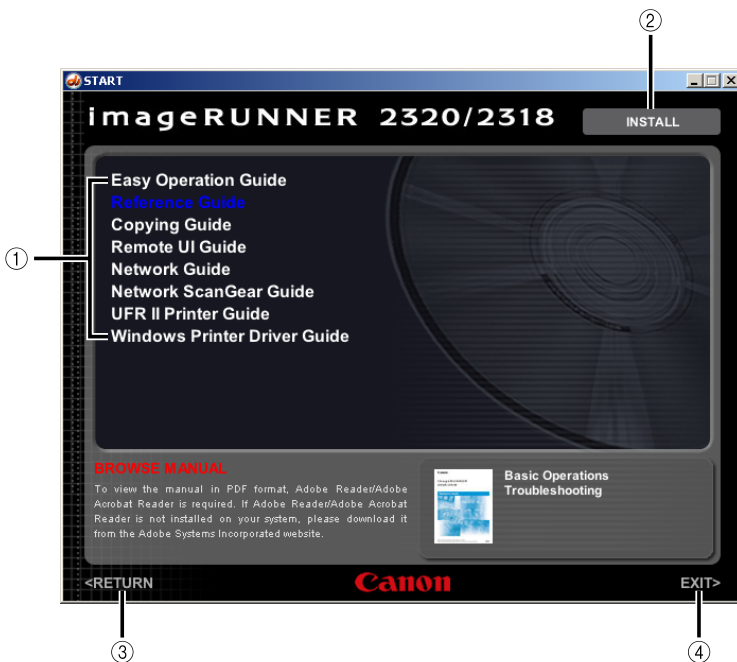 ②
START
imageRUNNER 2320/2318
INSTALL
①
Easy Operation Guide
Reference Guide
Copying Guide
Remote UI Guide
Network Guide
Network ScanGear Guide
UFR II Printer Guide
Windows Printer Driver Guide
BROWSE MANUAL
To view the manual in PDF format, Adobe Reader/Adobe
Acrobat Reader is required. If Adobe Reader/Adobe Acrobat
Reader is not installed on your system, please download it
from the Adobe Systems Incorporated website.
Basic Operations
Troubleshooting
<RETURN
Canon
EXIT>
③
④